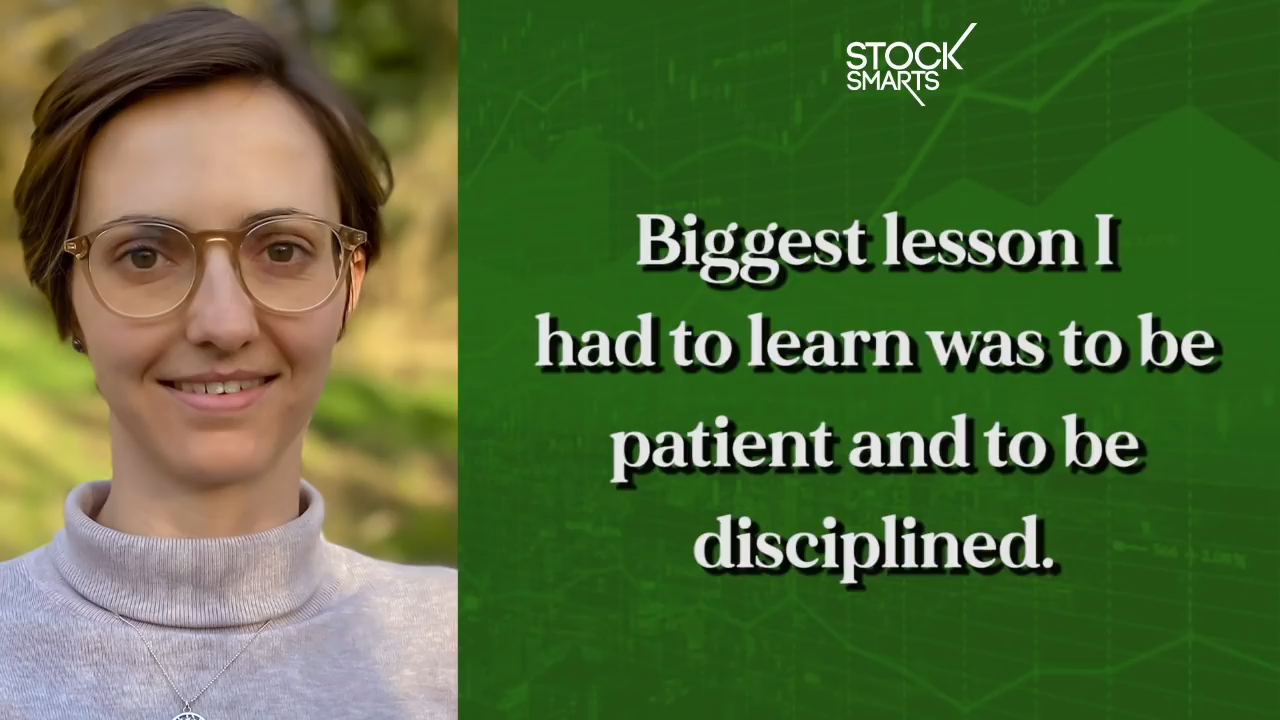 STOCK
SMARTS
Biggest lesson I
had to learn was to be
patient and to be
disciplined.